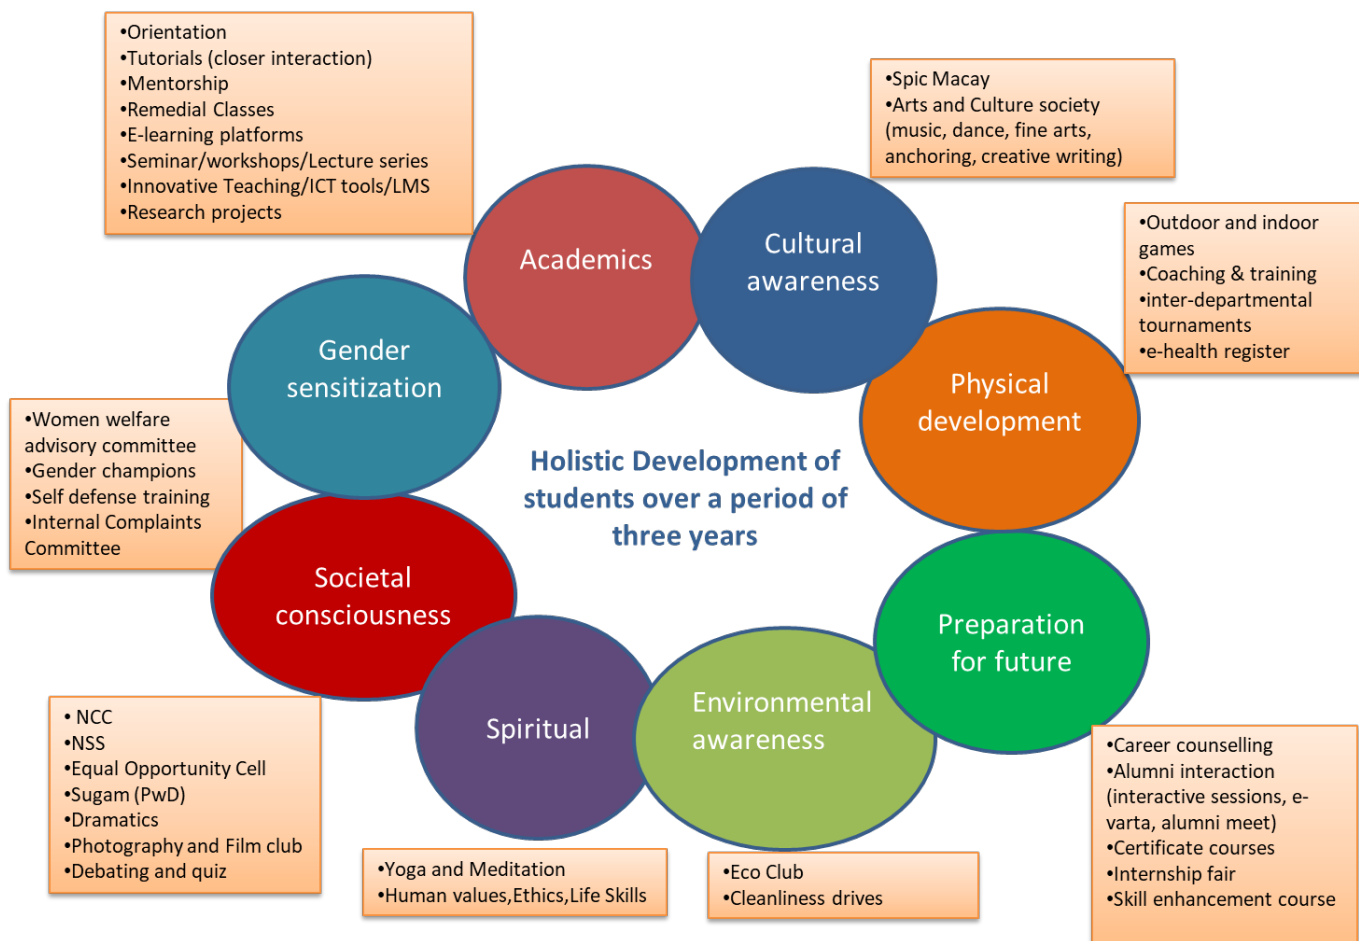 •Orientation
•Tutorials (closer interaction)
•Mentorship
•Remedial Classes
•E-learning platforms
•Seminar/workshops/Lecture series
•Innovative Teaching/ICT tools/LMS
•Research projects
•Spic Macay
•Arts and Culture society
(music, dance, fine arts,
anchoring, creative writing)
Academics
Cultural
awareness
•Outdoor and indoor
games
•Coaching & training
•inter-departmental
tournaments
•e-health register
Gender
sensitization
Physical
development
•Women welfare
advisory committee
•Gender champions
•Self defense training
•Internal Complaints
Committee
Holistic Development of
students over a period of
three years
Societal
consciousness
Preparation
for future
Spiritual
Environmental
awareness
• NCC
•NSS
•Equal Opportunity Cell
•Sugam (PwD)
•Dramatics
•Photography and Film club
•Debating and quiz
•Yoga and Meditation
•Human values,Ethics,Life Skills
•Eco Club
•Cleanliness drives
•Career counselling
•Alumni interaction
(interactive sessions, e-
varta, alumni meet)
•Certificate courses
•Internship fair
•Skill enhancement course